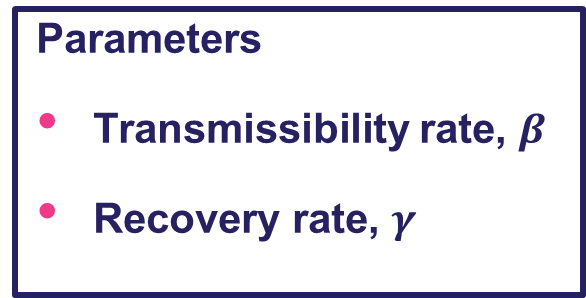 Parameters
• Transmissibility rate, β
• Recovery rate, γ